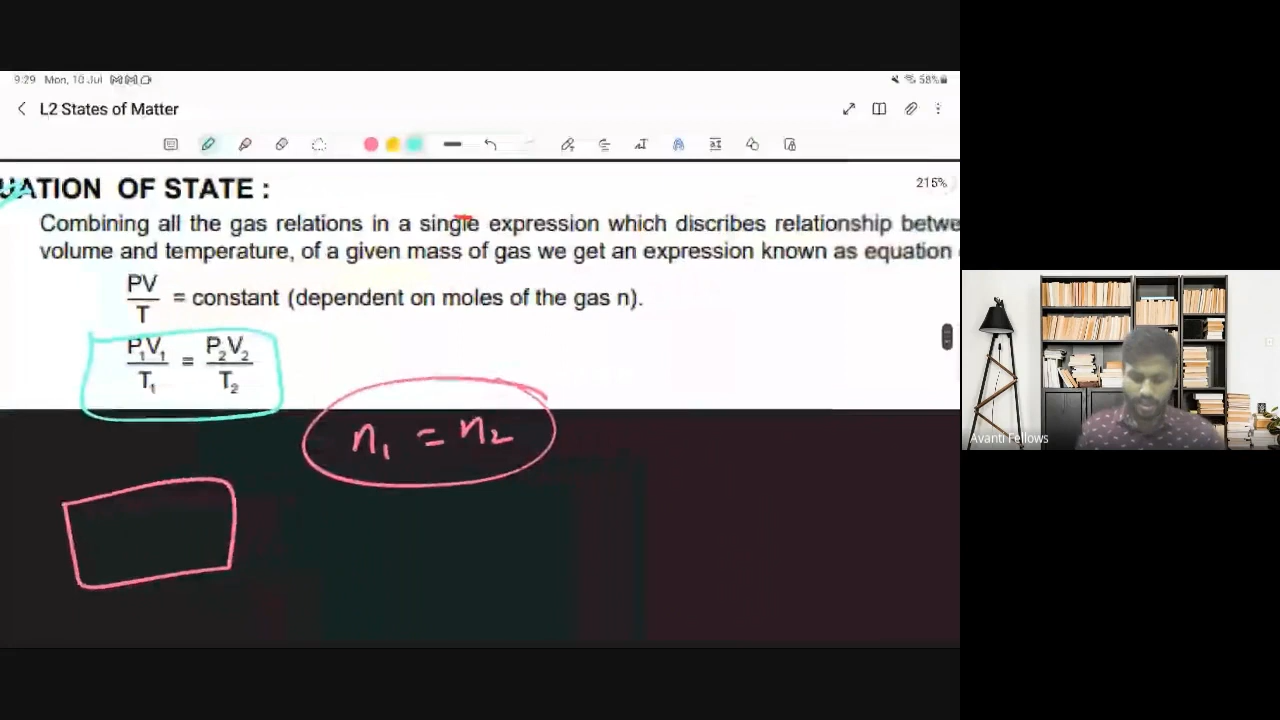 9:29 Mon, 10 Jul
58%
L2 States of Matter
UATION OF STATE :
215%
Combining all the gas relations in a single expression which discribes relationship betwe
volume and temperature, of a given mass of gas we get an expression known as equation
PV/T = constant (dependent on moles of the gas n).
P₁V₁/T₁ = P₂V₂/T₂
n₁ = n₂
Avanti Fellows